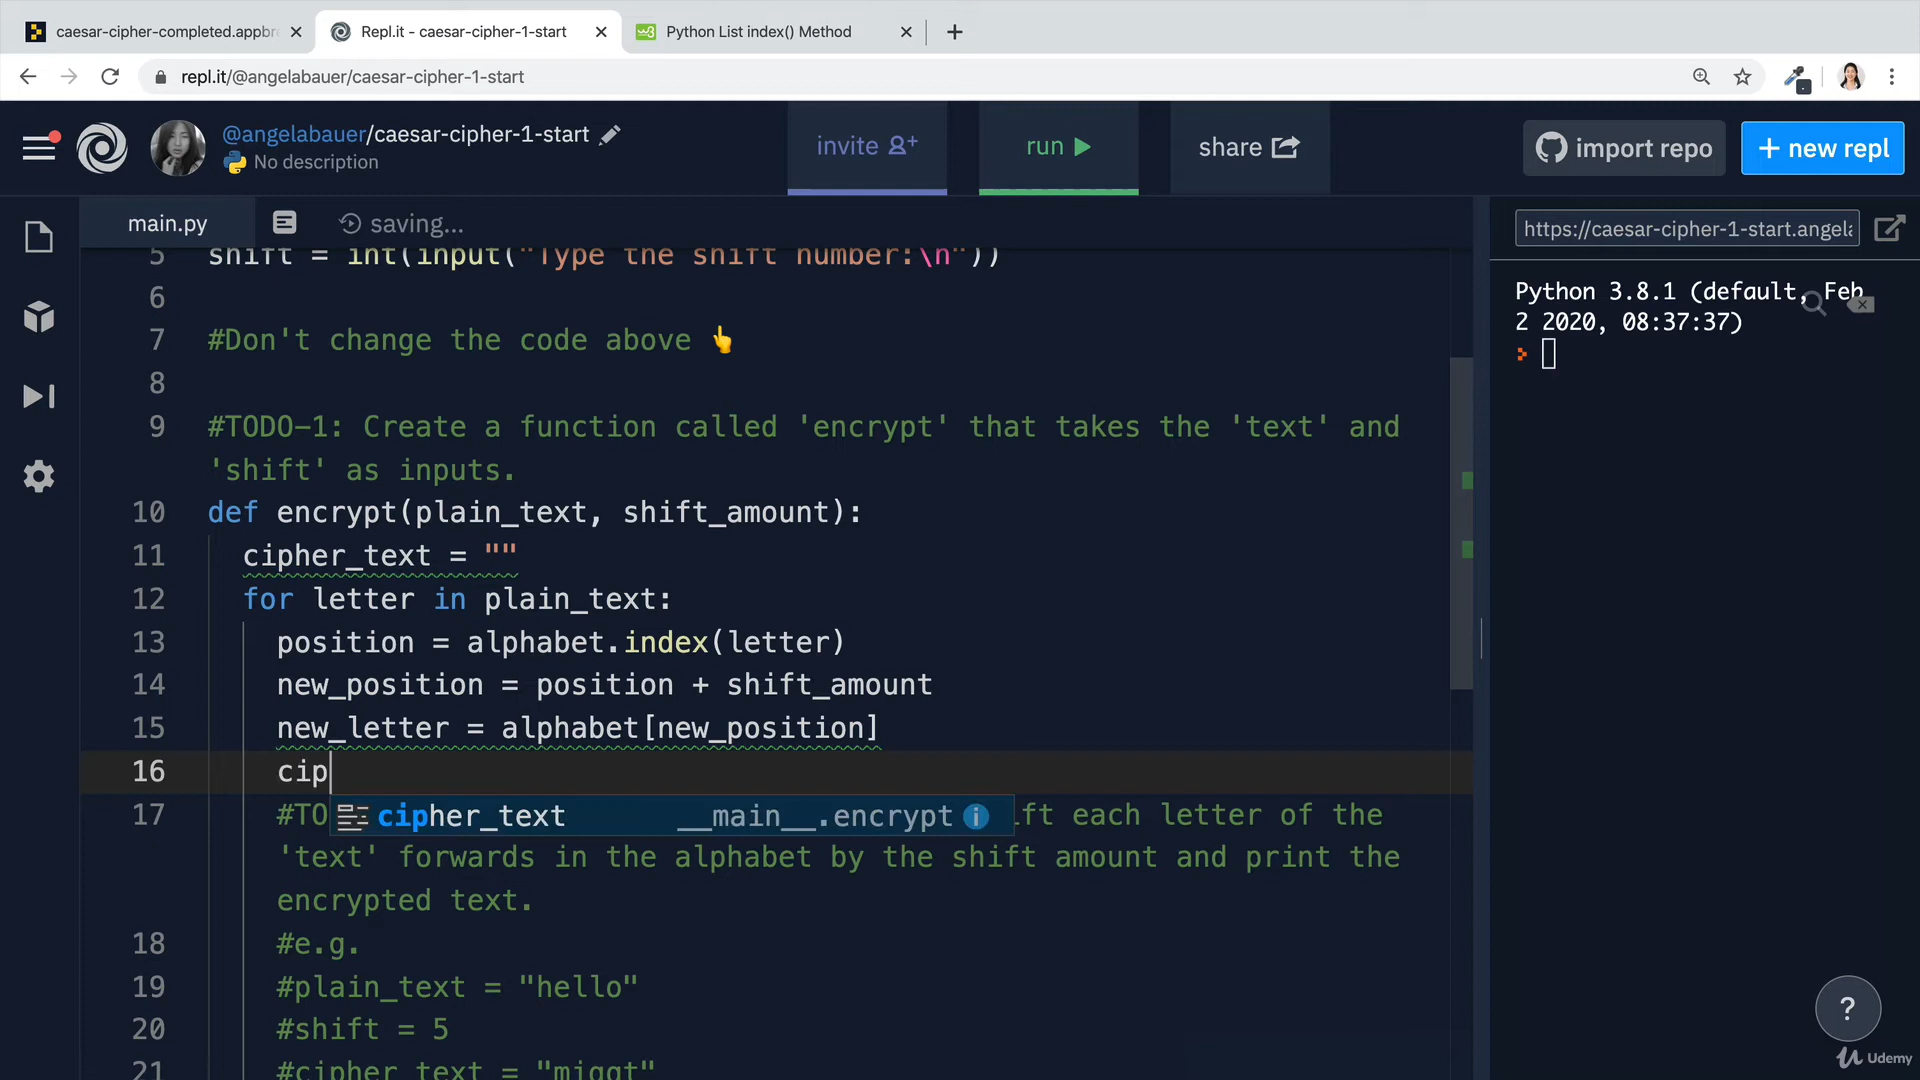 caesar-cipher-completed.appbre
Repl.it - caesar-cipher-1-start
Python List index() Method
repl.it/@angelabauer/caesar-cipher-1-start
@angelabauer/caesar-cipher-1-start
No description
invite
run
share
import repo
+ new repl
main.py
saving...
https://caesar-cipher-1-start.angela
5 shift = int(input("Type the shift number:\n"))
6
7 #Don't change the code above 👆
8
9 #TODO-1: Create a function called 'encrypt' that takes the 'text' and
'shift' as inputs.
10 def encrypt(plain_text, shift_amount):
11 cipher_text = ""
12 for letter in plain_text:
13 position = alphabet.index(letter)
14 new_position = position + shift_amount
15 new_letter = alphabet[new_position]
16 cip
cipher_text __main__.encrypt
17 #TO ift each letter of the
'text' forwards in the alphabet by the shift amount and print the
encrypted text.
18 #e.g.
19 #plain_text = "hello"
20 #shift = 5
21 #cipher_text = "mjqqt"
Python 3.8.1 (default, Feb
2 2020, 08:37:37)
?
Udemy